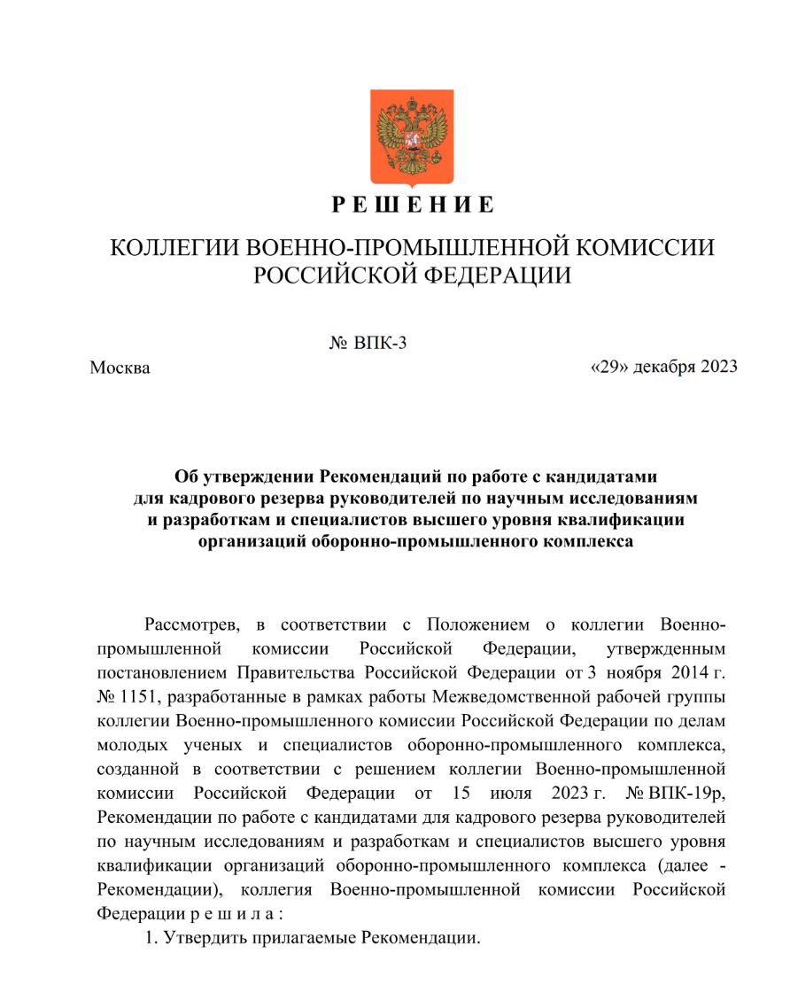 Р Е Ш Е Н И Е
КОЛЛЕГИИ ВОЕННО-ПРОМЫШЛЕННОЙ КОМИССИИ
РОССИЙСКОЙ ФЕДЕРАЦИИ
№ ВПК-3
Москва «29» декабря 2023
Об утверждении Рекомендаций по работе с кандидатами
для кадрового резерва руководителей по научным исследованиям
и разработкам и специалистов высшего уровня квалификации
организаций оборонно-промышленного комплекса
Рассмотрев, в соответствии с Положением о коллегии Военно-
промышленной комиссии Российской Федерации, утвержденным
постановлением Правительства Российской Федерации от 3 ноября 2014 г.
№ 1151, разработанные в рамках работы Межведомственной рабочей группы
коллегии Военно-промышленного комиссии Российской Федерации по делам
молодых ученых и специалистов оборонно-промышленного комплекса,
созданной в соответствии с решением коллегии Военно-промышленной
комиссии Российской Федерации от 15 июля 2023 г. № ВПК-19р,
Рекомендации по работе с кандидатами для кадрового резерва руководителей
по научным исследованиям и разработкам и специалистов высшего уровня
квалификации организаций оборонно-промышленного комплекса (далее -
Рекомендации), коллегия Военно-промышленной комиссии Российской
Федерации р е ш и л а :
1. Утвердить прилагаемые Рекомендации.